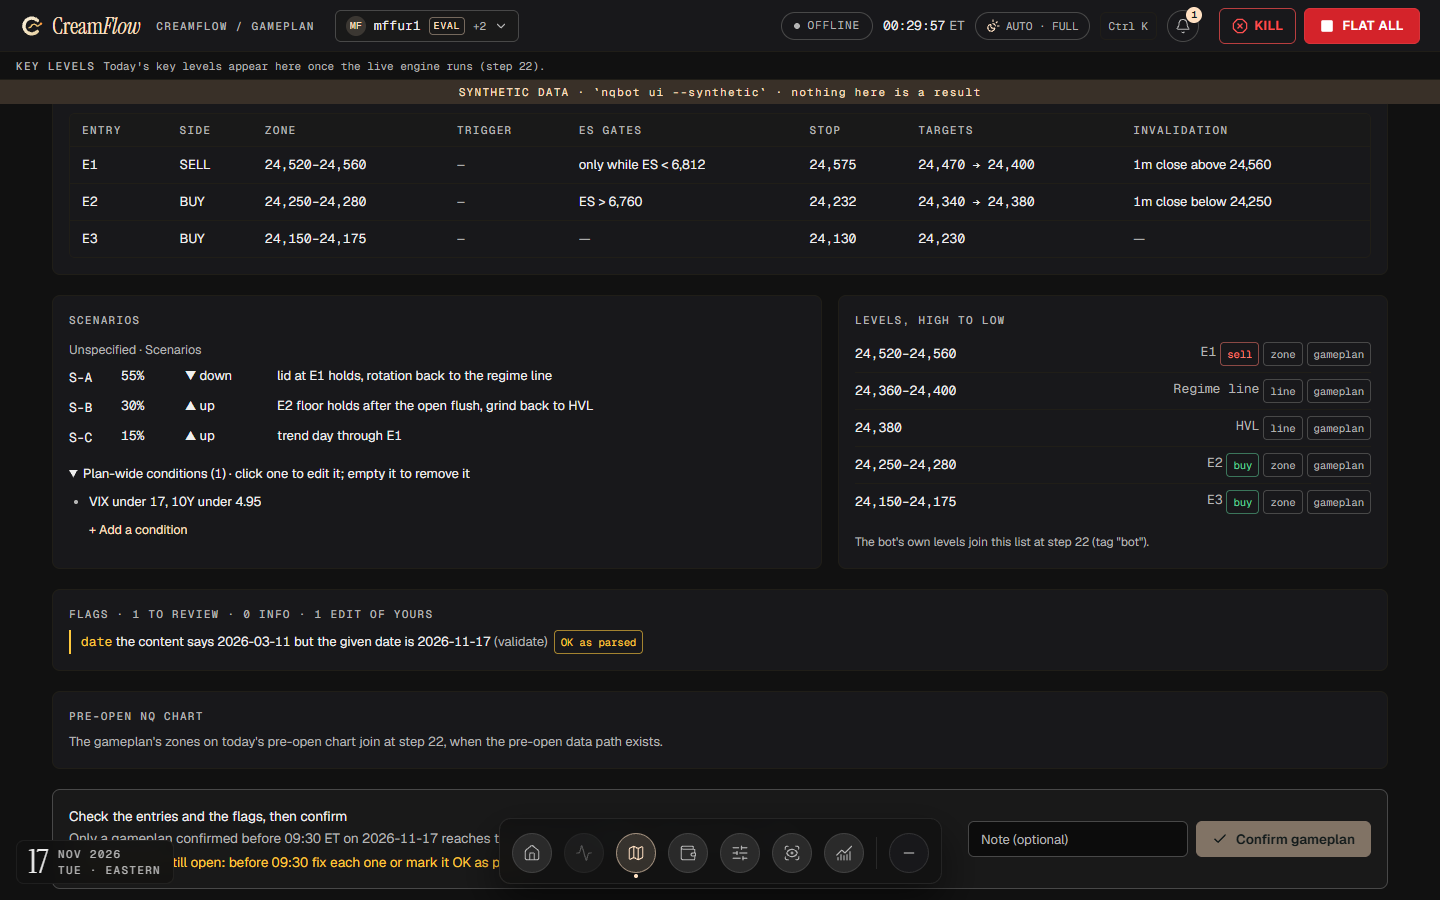 CreamFlow CREAMFLOW / GAMEPLAN MF mffur1 EVAL +2 OFFLINE 00:29:57 ET AUTO · FULL Ctrl K 1 KILL FLAT ALL
KEY LEVELS Today's key levels appear here once the live engine runs (step 22).
SYNTHETIC DATA · `nqbot ui --synthetic` · nothing here is a result
ENTRY SIDE ZONE TRIGGER ES GATES STOP TARGETS INVALIDATION
E1 SELL 24,520–24,560 — only while ES < 6,812 24,575 24,470 → 24,400 1m close above 24,560
E2 BUY 24,250–24,280 — ES > 6,760 24,232 24,340 → 24,380 1m close below 24,250
E3 BUY 24,150–24,175 — — 24,130 24,230 —
SCENARIOS
Unspecified · Scenarios
S-A 55% ▼ down lid at E1 holds, rotation back to the regime line
S-B 30% ▲ up E2 floor holds after the open flush, grind back to HVL
S-C 15% ▲ up trend day through E1
▼ Plan-wide conditions (1) · click one to edit it; empty it to remove it
• VIX under 17, 10Y under 4.95
+ Add a condition
LEVELS, HIGH TO LOW
24,520–24,560 E1 sell zone gameplan
24,360–24,400 Regime line line gameplan
24,380 HVL line gameplan
24,250–24,280 E2 buy zone gameplan
24,150–24,175 E3 buy zone gameplan
The bot's own levels join this list at step 22 (tag "bot").
FLAGS · 1 TO REVIEW · 0 INFO · 1 EDIT OF YOURS
date the content says 2026-03-11 but the given date is 2026-11-17 (validate) OK as parsed
PRE-OPEN NQ CHART
The gameplan's zones on today's pre-open chart join at step 22, when the pre-open data path exists.
Check the entries and the flags, then confirm
Only a gameplan confirmed before 09:30 ET on 2026-11-17 reaches
till open: before 09:30 fix each one or mark it OK as
Note (optional)
Confirm gameplan
17 NOV 2026
TUE · EASTERN